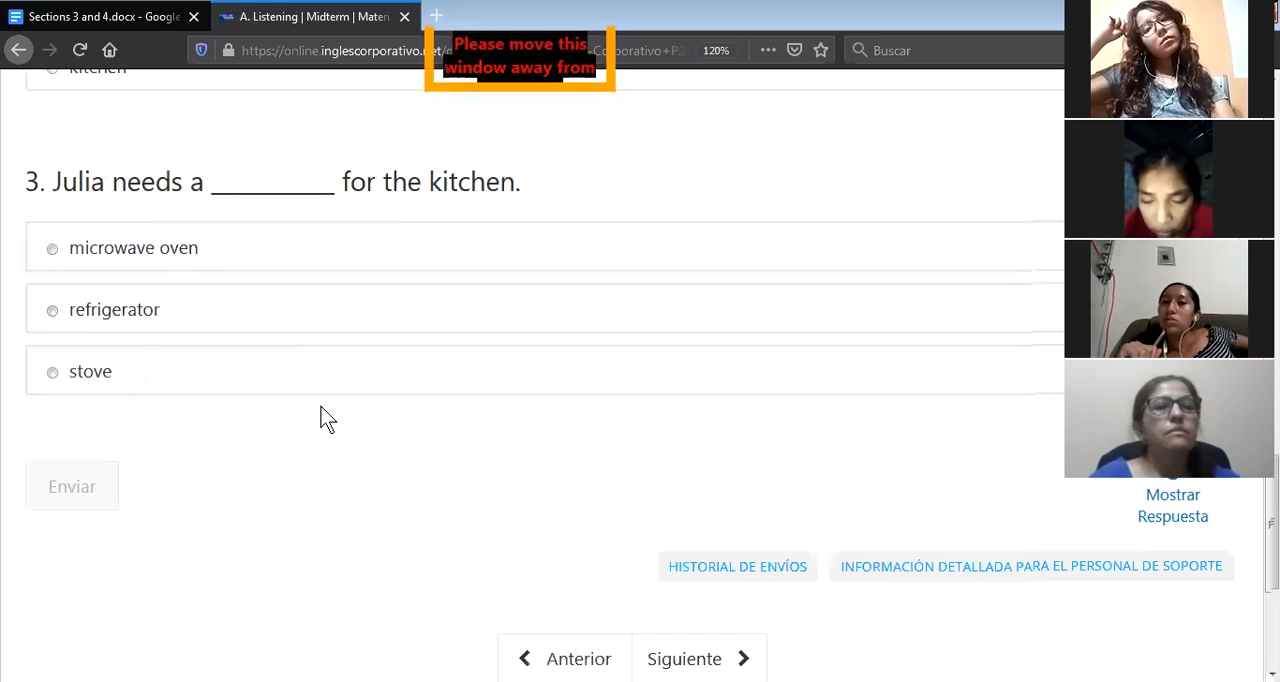 Sections 3 and 4.docx - Google
A. Listening | Midterm | Mater
https://online.inglescorporativo.net/
-Corporativo+P
120%
Buscar
Please move this
window away from
kitchen
3. Julia needs a __________ for the kitchen.
microwave oven
refrigerator
stove
Enviar
Mostrar
Respuesta
HISTORIAL DE ENVÍOS
INFORMACIÓN DETALLADA PARA EL PERSONAL DE SOPORTE
Anterior
Siguiente